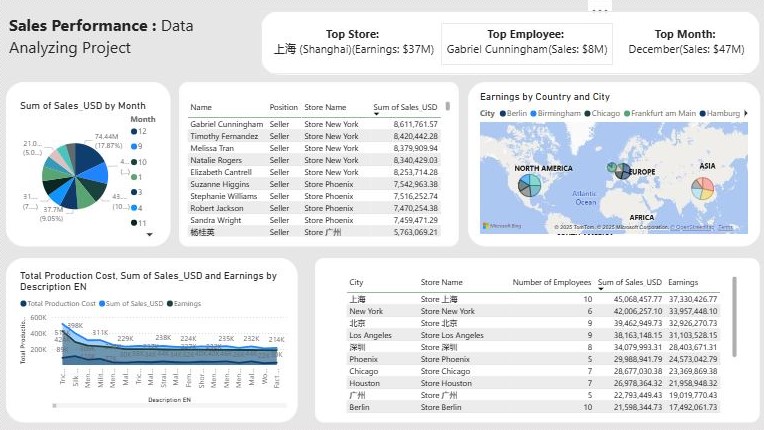 Sales Performance : Data
Analyzing Project
Top Store:
上海 (Shanghai)(Earnings: $37M)
Top Employee:
Gabriel Cunningham(Sales: $8M)
Top Month:
December(Sales: $47M)
Sum of Sales_USD by Month
Month
12
9
10
1
3
4
11
74.44M
(17.87%)
21.0...
(5.0...)
4...
(...)
31....
(7....)
43....
(10...)
37.7M
(9.05%)
Name Position Store Name Sum of Sales_USD
Gabriel Cunningham Seller Store New York 8,611,761.57
Timothy Fernandez Seller Store New York 8,420,442.28
Melissa Tran Seller Store New York 8,379,909.94
Natalie Rogers Seller Store New York 8,340,429.03
Elizabeth Cantrell Seller Store New York 8,253,714.28
Suzanne Higgins Seller Store Phoenix 7,542,963.38
Stephanie Williams Seller Store Phoenix 7,516,252.74
Robert Jackson Seller Store Phoenix 7,470,254.38
Sandra Wright Seller Store Phoenix 7,459,471.29
杨桂英 Seller Store 广州 5,763,069.21
Earnings by Country and City
City Berlin Birmingham Chicago Frankfurt am Main Hamburg
NORTH AMERICA
EUROPE
ASIA
Atlantic
Ocean
AFRICA
SOUTH AMERICA
Microsoft Bing
© 2025 TomTom, © 2025 Microsoft Corporation, © OpenStreetMap Terms
Total Production Cost, Sum of Sales_USD and Earnings by
Description EN
Total Production Cost Sum of Sales_USD Earnings
Total Productio...
600K
400K
200K
398K
311K
229K
238K
224K
212K
235K
232K
214K
Tric...
Silk ...
Men...
Milit...
Men...
Tric...
Mal...
Stra...
Mal...
Stra...
Fem...
Shor...
Men...
Men...
Men...
Mal...
Wo...
Fact...
Description EN
City Store Name Number of Employees Sum of Sales_USD Earnings
上海 Store 上海 10 45,068,457.77 37,330,426.77
New York Store New York 6 42,006,257.10 33,957,448.10
北京 Store 北京 9 39,462,949.73 32,926,270.73
Los Angeles Store Los Angeles 9 38,163,148.15 31,103,528.15
深圳 Store 深圳 8 34,079,993.31 28,403,671.31
Phoenix Store Phoenix 5 29,988,941.79 24,573,042.79
Chicago Store Chicago 7 28,677,030.38 23,369,869.38
Houston Store Houston 7 26,978,364.32 21,958,948.32
广州 Store 广州 5 22,793,449.43 19,019,770.43
Berlin Store Berlin 10 21,598,344.73 17,492,061.73